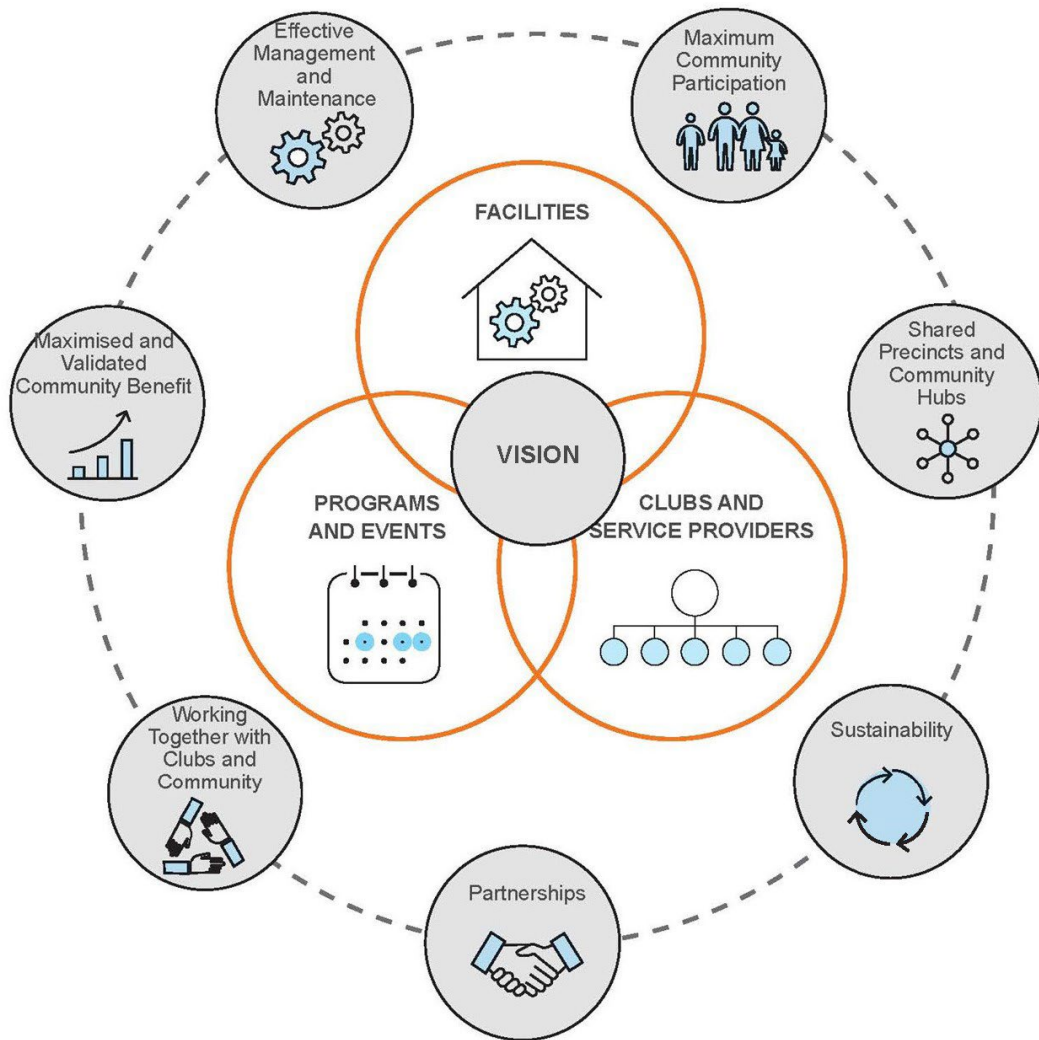 Effective
Management
and
Maintenance
Maximum
Community
Participation
FACILITIES
Maximised and
Validated
Community Benefit
Shared
Precincts and
Community
Hubs
VISION
PROGRAMS
AND EVENTS
CLUBS AND
SERVICE PROVIDERS
Working
Together with
Clubs and
Community
Sustainability
Partnerships